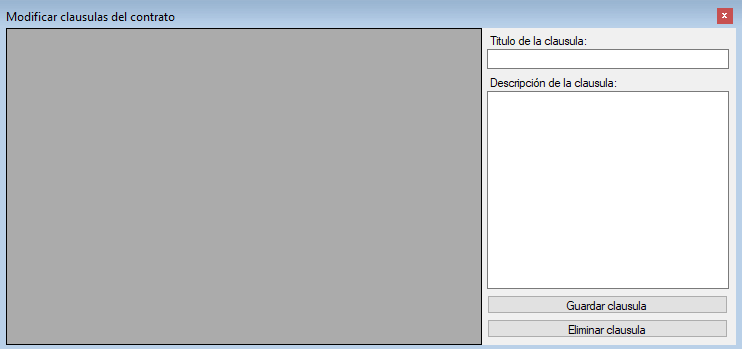 Modificar clausulas del contrato
x
Titulo de la clausula:
Descripción de la clausula:
Guardar clausula
Eliminar clausula